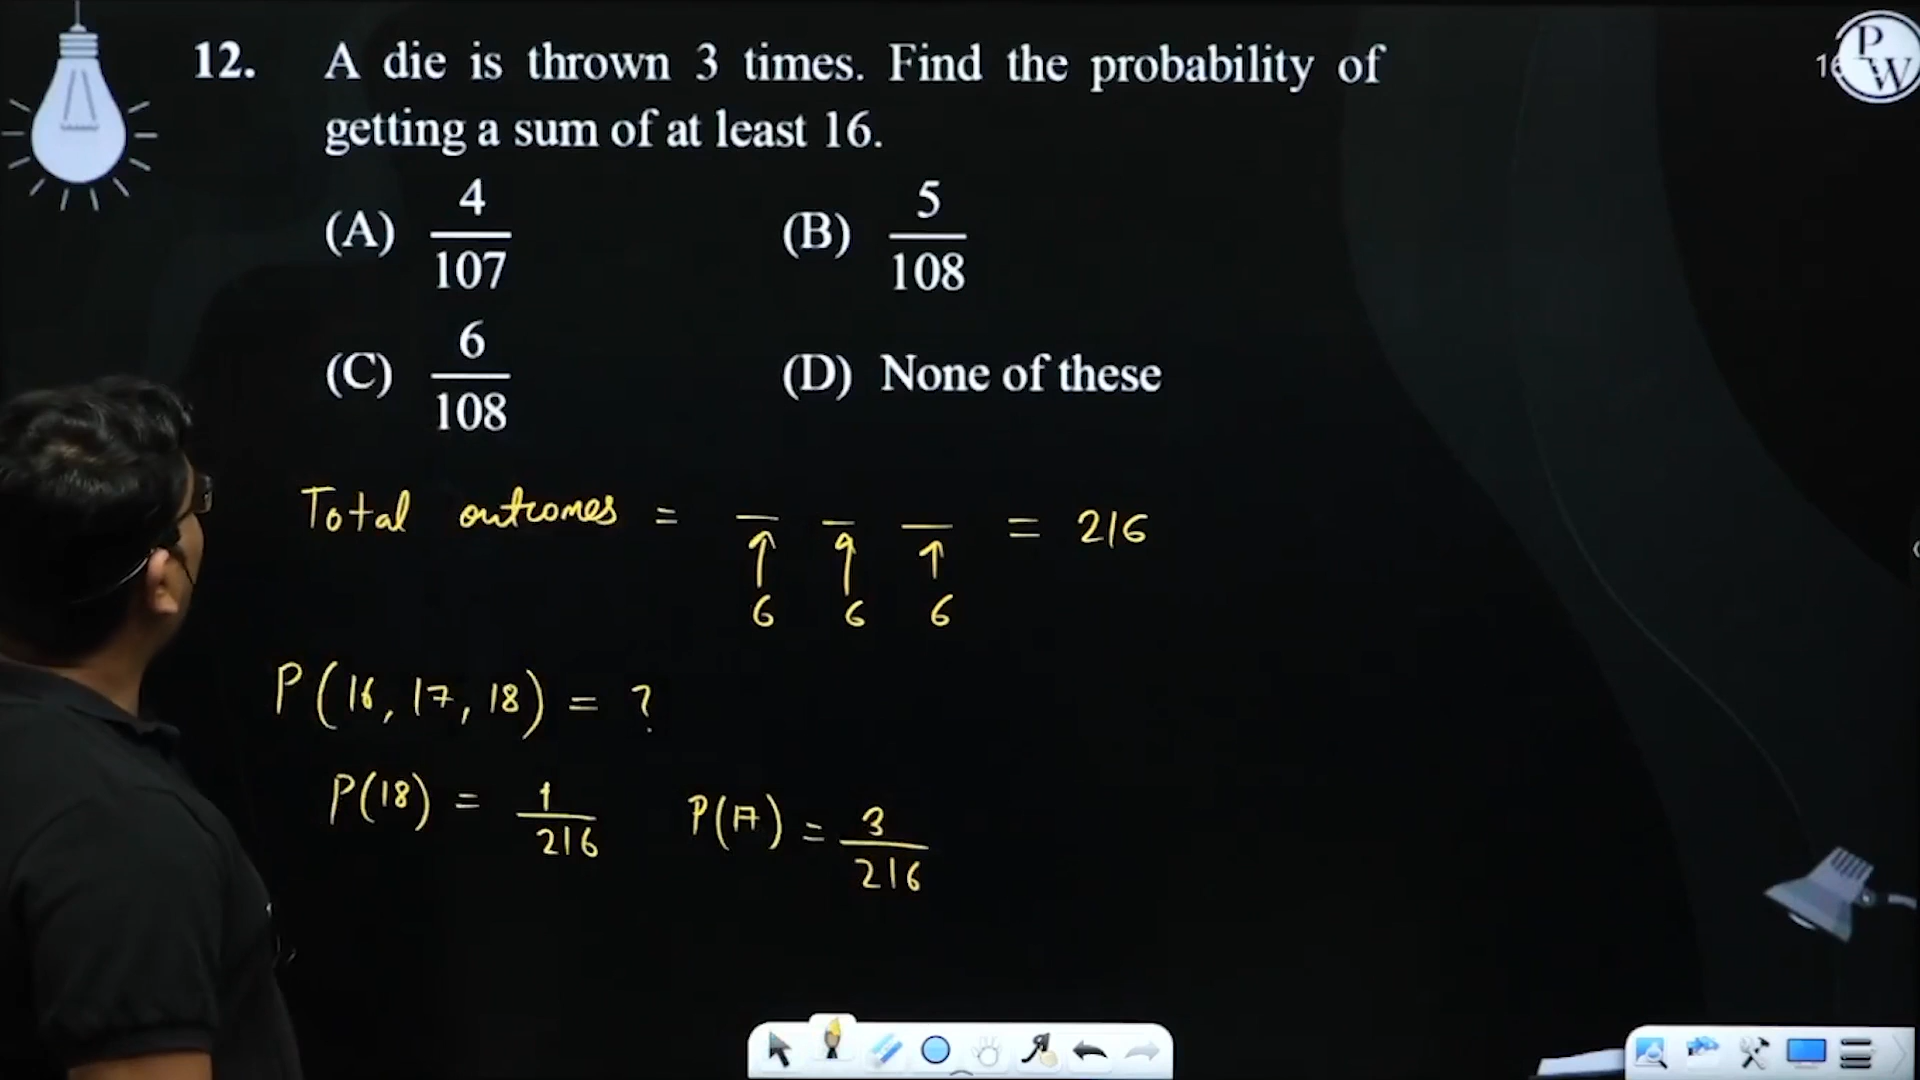 12. A die is thrown 3 times. Find the probability of
getting a sum of at least 16.
(A) 4/107 (B) 5/108
(C) 6/108 (D) None of these
Total outcomes = _ _ _ = 216
↑ ↑ ↑
6 6 6
P(16, 17, 18) = ?
P(18) = 1/216 P(17) = 3/216
PW